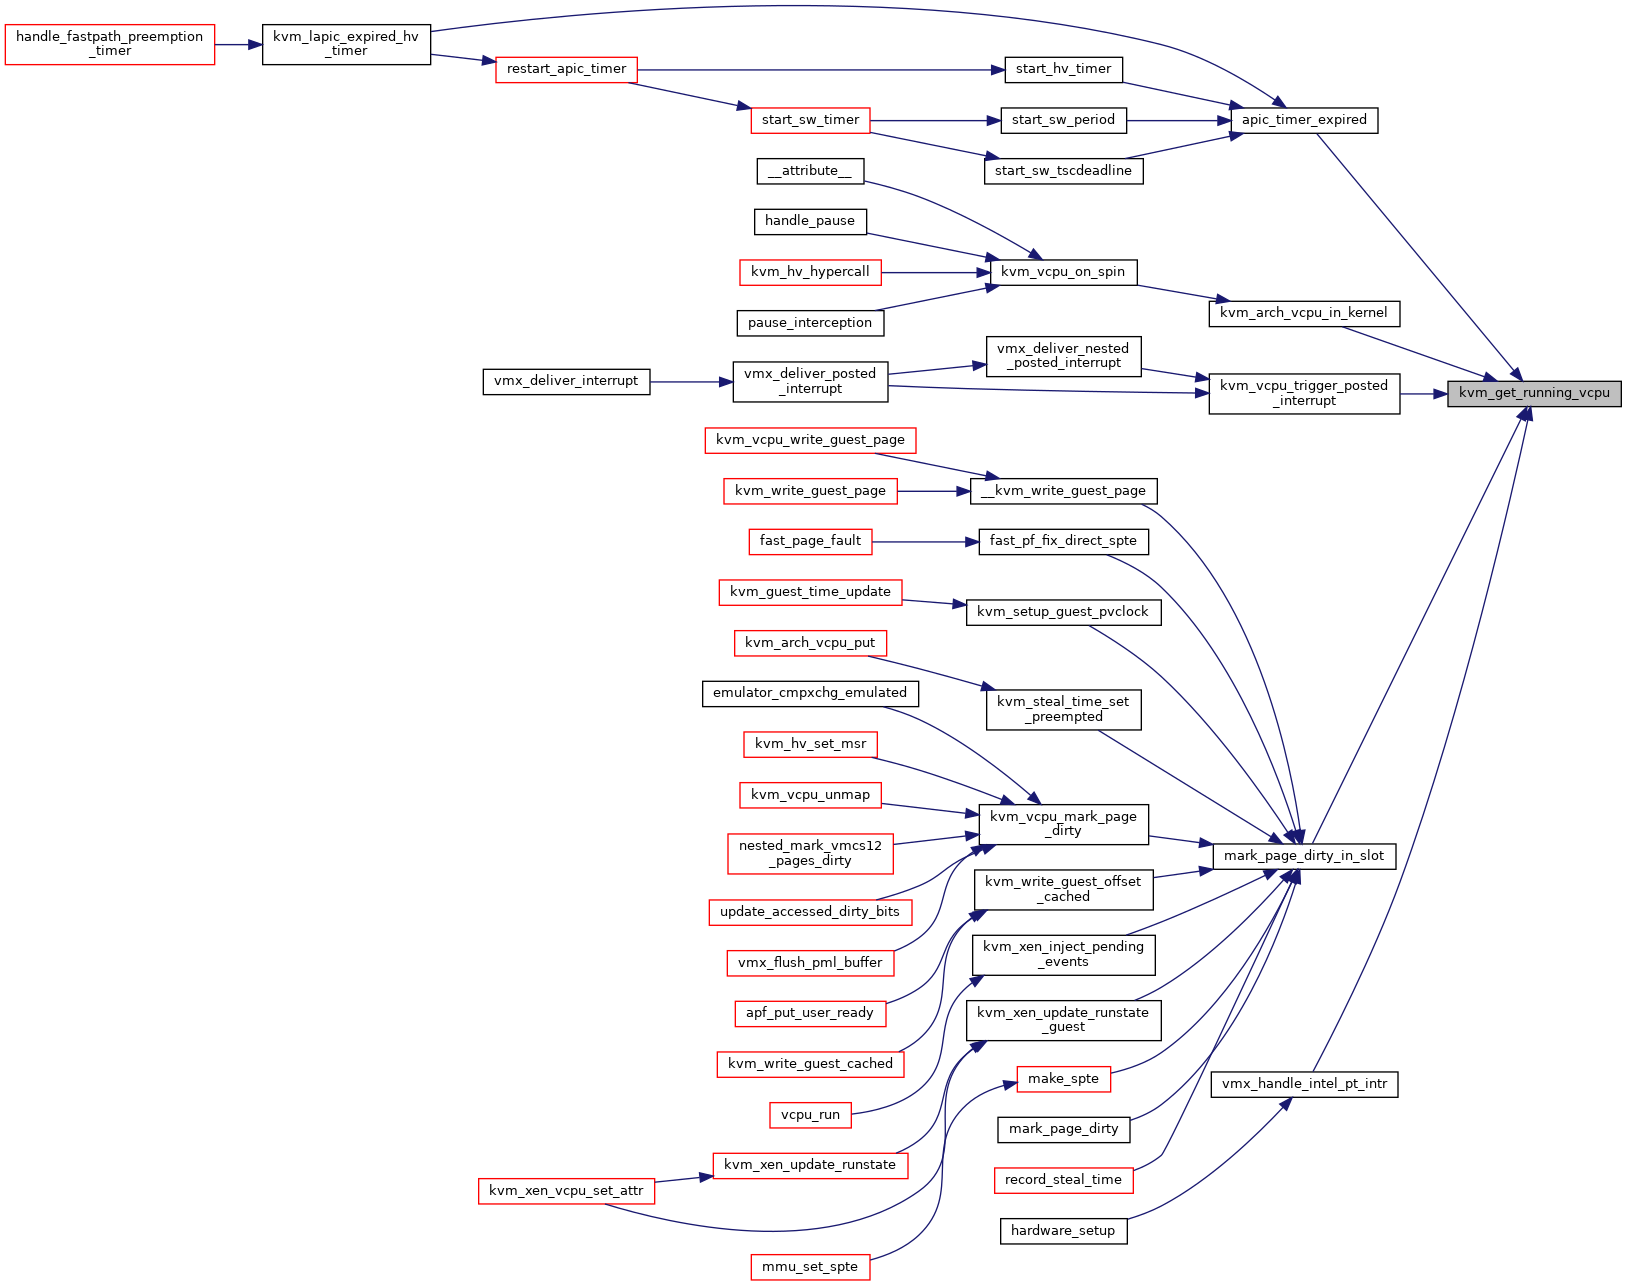 handle_fastpath_preemption
_timer
kvm_lapic_expired_hv
_timer
restart_apic_timer
start_hv_timer
start_sw_timer
start_sw_period
apic_timer_expired
start_sw_tscdeadline
__attribute__
handle_pause
kvm_hv_hypercall
kvm_vcpu_on_spin
pause_interception
kvm_arch_vcpu_in_kernel
vmx_deliver_interrupt
vmx_deliver_posted
_interrupt
vmx_deliver_nested
_posted_interrupt
kvm_vcpu_trigger_posted
_interrupt
kvm_get_running_vcpu
kvm_vcpu_write_guest_page
kvm_write_guest_page
__kvm_write_guest_page
fast_page_fault
fast_pf_fix_direct_spte
kvm_guest_time_update
kvm_setup_guest_pvclock
kvm_arch_vcpu_put
kvm_steal_time_set
_preempted
emulator_cmpxchg_emulated
kvm_hv_set_msr
kvm_vcpu_unmap
kvm_vcpu_mark_page
_dirty
nested_mark_vmcs12
_pages_dirty
mark_page_dirty_in_slot
kvm_write_guest_offset
_cached
update_accessed_dirty_bits
vmx_flush_pml_buffer
kvm_xen_inject_pending
_events
apf_put_user_ready
kvm_xen_update_runstate
_guest
kvm_write_guest_cached
make_spte
vmx_handle_intel_pt_intr
vcpu_run
mark_page_dirty
kvm_xen_update_runstate
record_steal_time
kvm_xen_vcpu_set_attr
hardware_setup
mmu_set_spte